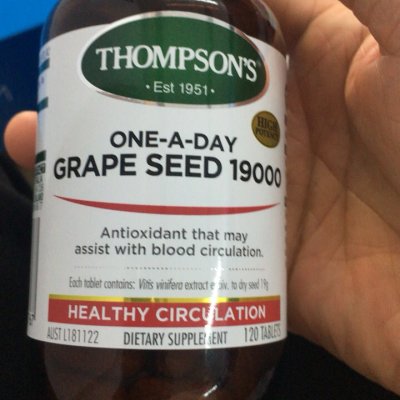 THOMPSON'S
• Est 1951 •
HIGH
POTENCY
ONE-A-DAY
GRAPE SEED 19000
Antioxidant that may
assist with blood circulation.
Each tablet contains: Vitis vinifera extract equiv. to dry seed 19g
HEALTHY CIRCULATION
AUST L181122 DIETARY SUPPLEMENT 120 TABLETS